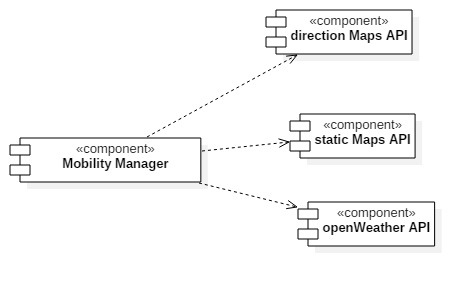 «component»
direction Maps API
«component»
static Maps API
«component»
Mobility Manager
«component»
openWeather API